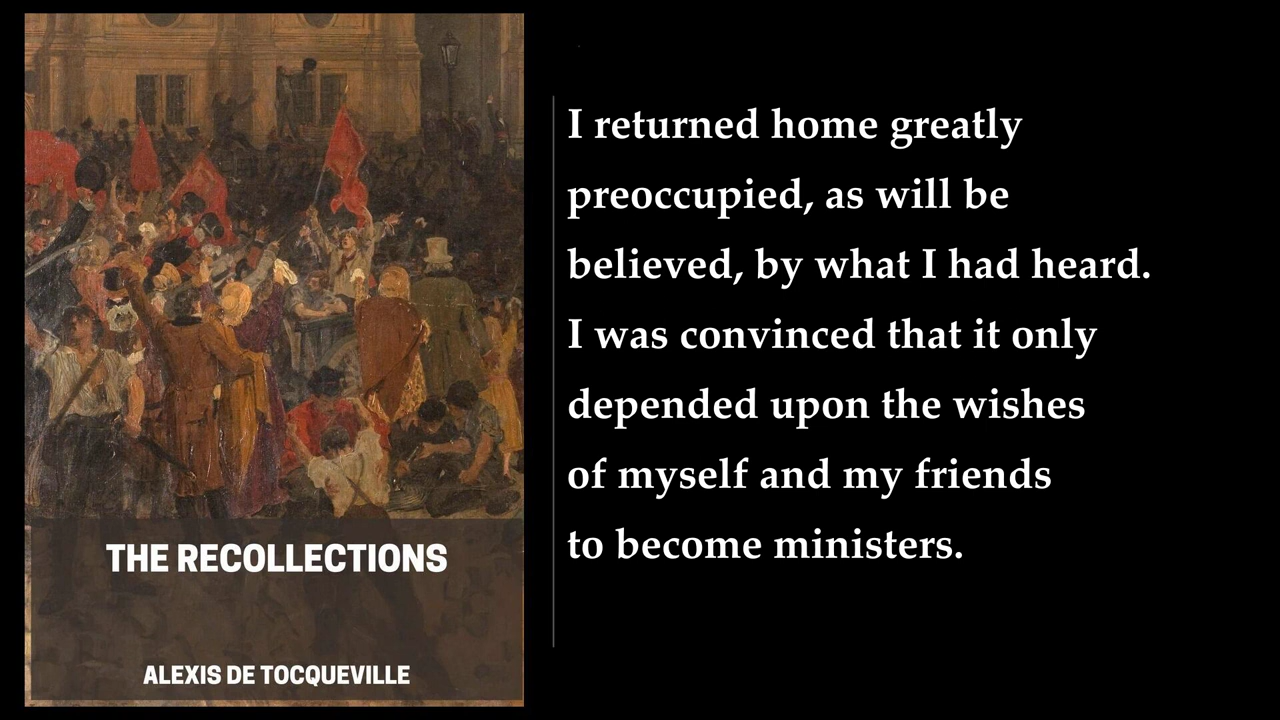 THE RECOLLECTIONS
ALEXIS DE TOCQUEVILLE
I returned home greatly
preoccupied, as will be
believed, by what I had heard.
I was convinced that it only
depended upon the wishes
of myself and my friends
to become ministers.